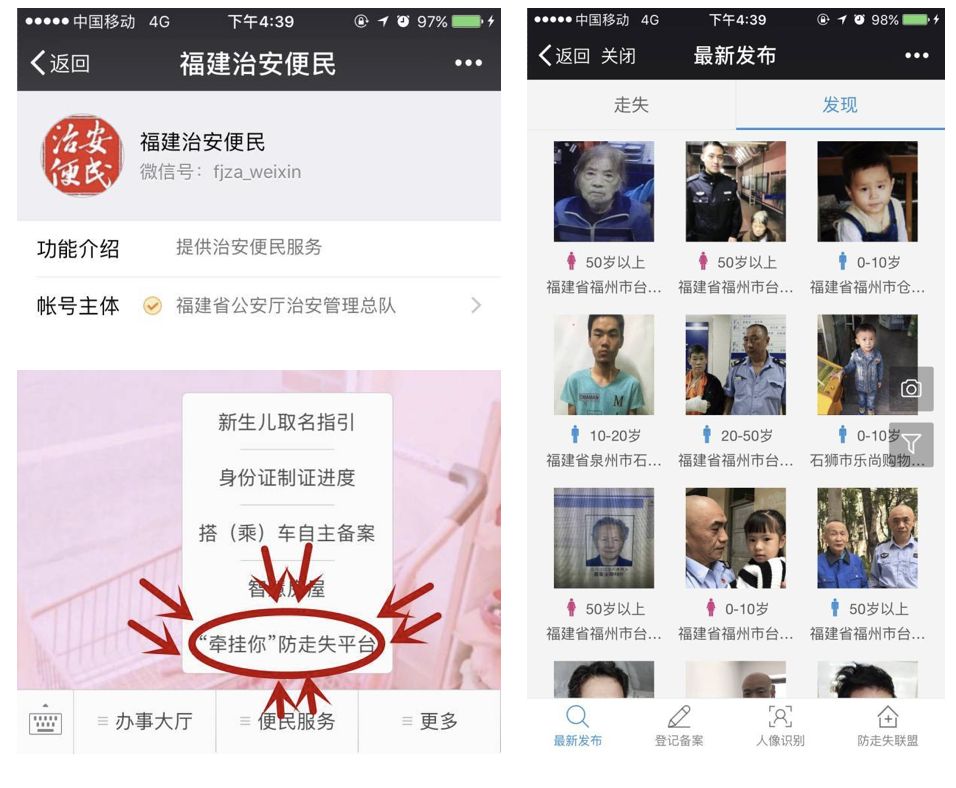 中国移动 4G 下午4:39 97%
返回 福建治安便民
治安便民
福建治安便民
微信号：fjza_weixin
功能介绍 提供治安便民服务
帐号主体 福建省公安厅治安管理总队
新生儿取名指引
身份证制证进度
搭（乘）车自主备案
智慧房屋
“牵挂你”防走失平台
办事大厅 便民服务 更多
中国移动 4G 下午4:39 98%
返回 关闭 最新发布
走失 发现
50岁以上 50岁以上 0-10岁
福建省福州市台... 福建省福州市台... 福建省福州市仓...
10-20岁 20-50岁 0-10岁
福建省泉州市石... 福建省福州市台... 石狮市乐尚购物...
50岁以上 0-10岁 50岁以上
福建省福州市台... 福建省福州市台... 福建省福州市台...
最新发布 登记备案 人像识别 防走失联盟